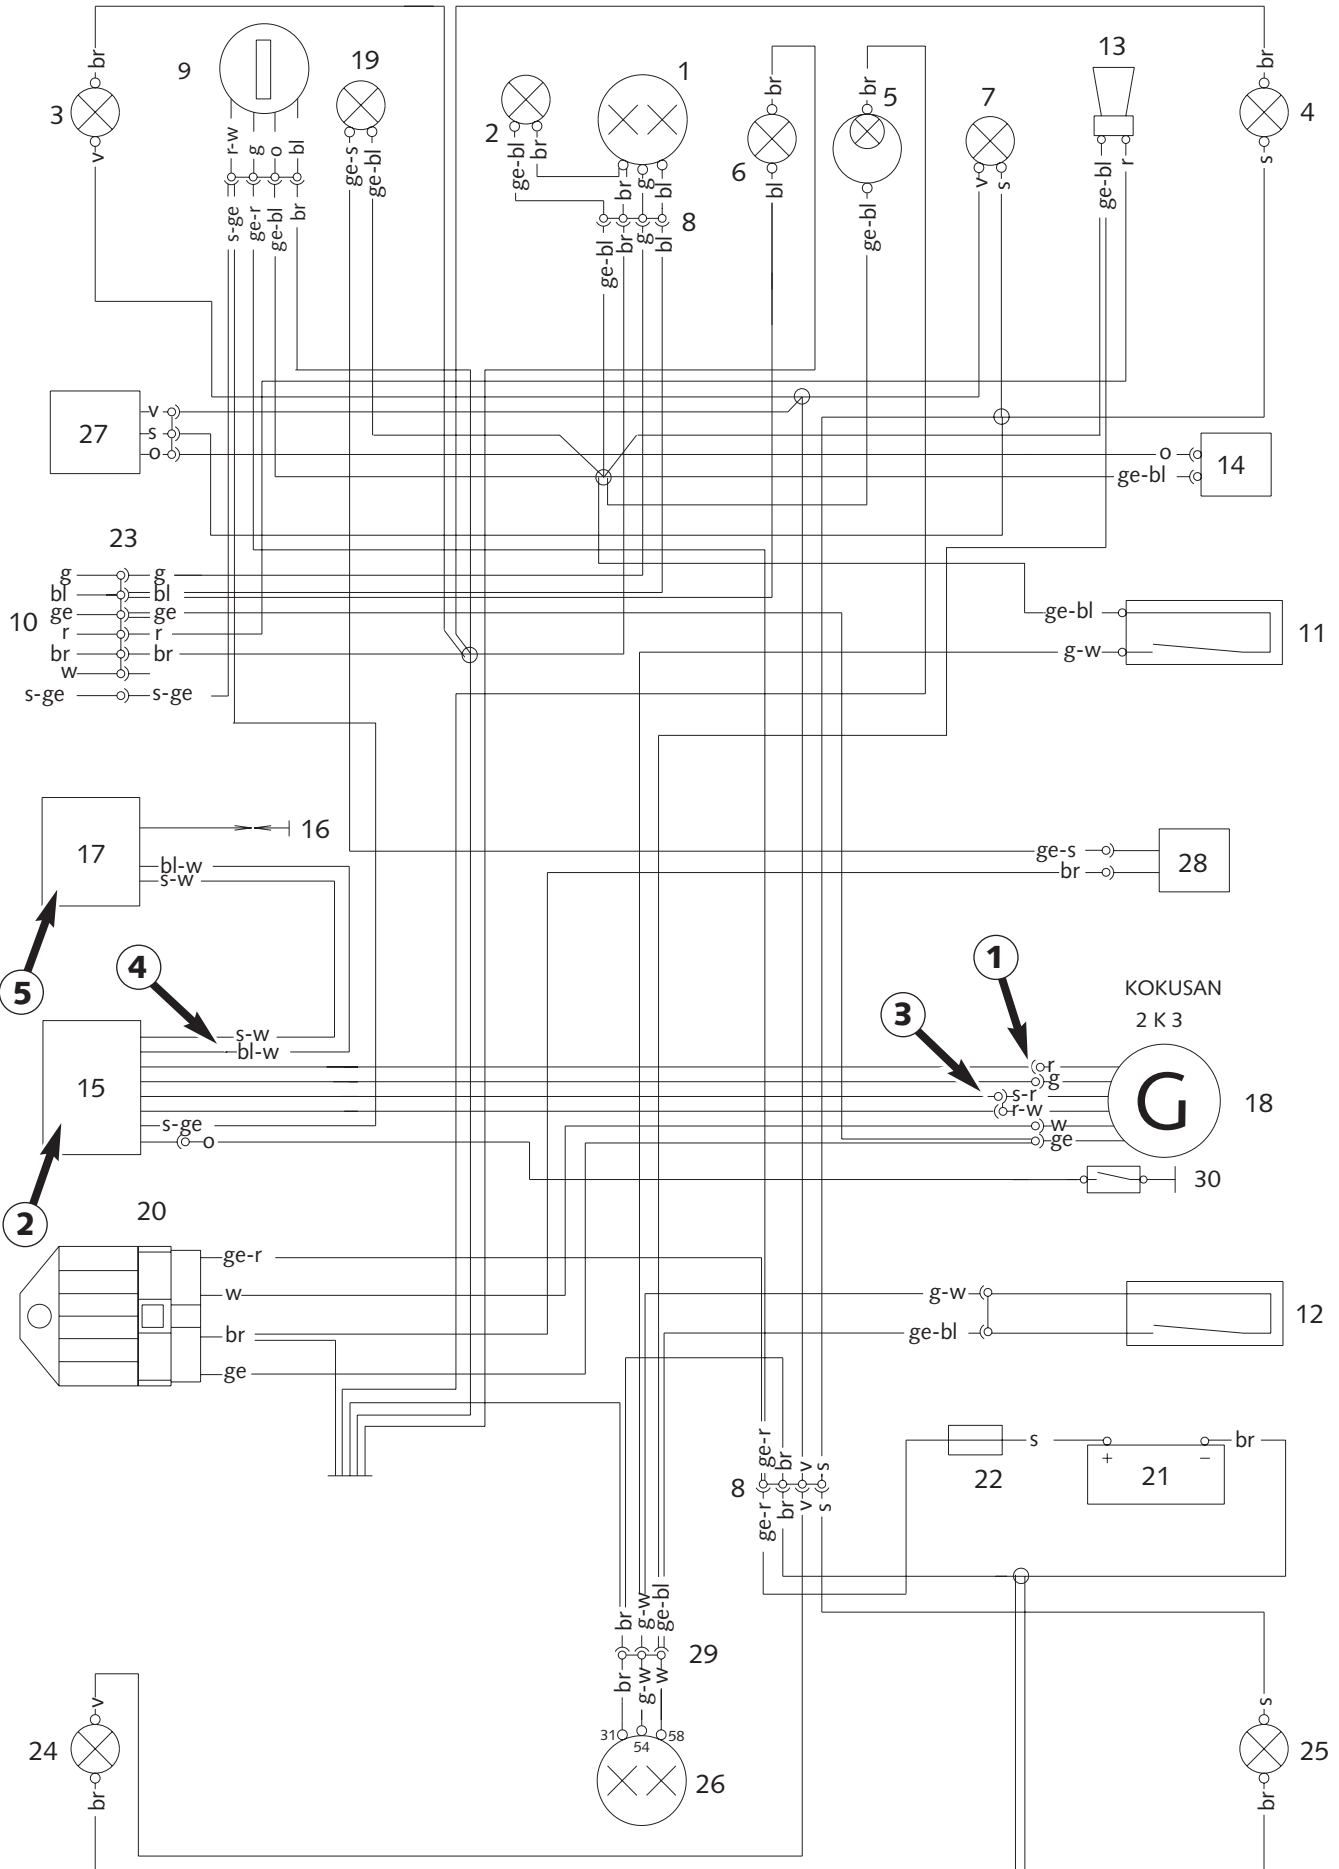 br
br
13
9
19
1
5
7
3
2
6
4
v
r-w
g
o
bl
ge-s
ge-bl
ge-bl
br
br
g
bl
br
bl
br
ge-bl
v
s
ge-bl
r
s
s-ge
ge-r
ge-bl
br
8
ge-bl
br
g
bl
27
v
s
o
o
ge-bl
14
23
g g
bl bl
ge ge
10
r r
br br
w
s-ge s-ge
ge-bl
g-w
11
17
16
bl-w
s-w
ge-s
br
28
5
4
1
3
KOKUSAN
2 K 3
s-w
bl-w
15
r
g
s-r
r-w
w
ge
G
18
s-ge
o
30
2
20
ge-r
w
br
ge
g-w
ge-bl
12
ge-r
br
v
s
8
ge-r
br
v
s
s
22
+
21
–
br
br
g-w
ge-bl
29
br
g-w
w
31
54
58
26
v
24
br
s
25
br